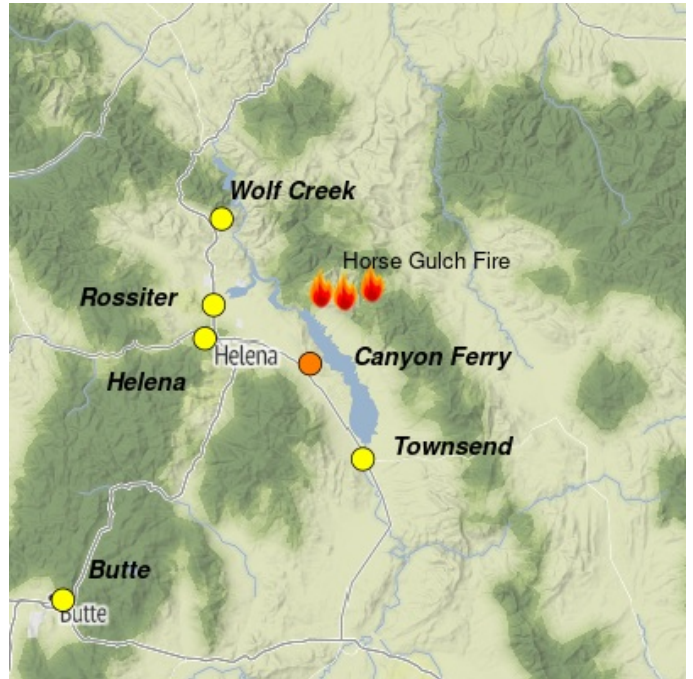 Wolf Creek
Horse Gulch Fire
Rossiter
Helena
Canyon Ferry
Helena
Townsend
Butte
Butte